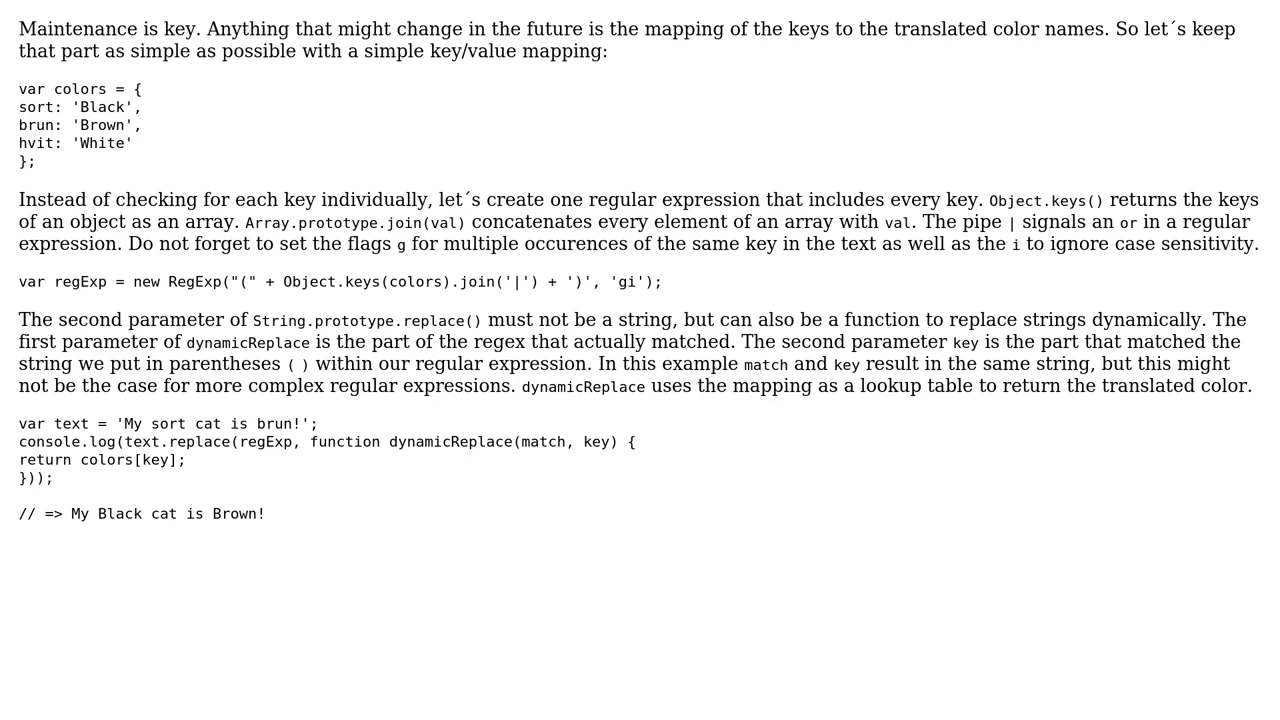 Maintenance is key. Anything that might change in the future is the mapping of the keys to the translated color names. So let´s keep
that part as simple as possible with a simple key/value mapping:
var colors = {
sort: 'Black',
brun: 'Brown',
hvit: 'White'
};
Instead of checking for each key individually, let´s create one regular expression that includes every key. Object.keys() returns the keys
of an object as an array. Array.prototype.join(val) concatenates every element of an array with val. The pipe | signals an or in a regular
expression. Do not forget to set the flags g for multiple occurences of the same key in the text as well as the i to ignore case sensitivity.
var regExp = new RegExp("(" + Object.keys(colors).join('|') + ')', 'gi');
The second parameter of String.prototype.replace() must not be a string, but can also be a function to replace strings dynamically. The
first parameter of dynamicReplace is the part of the regex that actually matched. The second parameter key is the part that matched the
string we put in parentheses ( ) within our regular expression. In this example match and key result in the same string, but this might
not be the case for more complex regular expressions. dynamicReplace uses the mapping as a lookup table to return the translated color.
var text = 'My sort cat is brun!';
console.log(text.replace(regExp, function dynamicReplace(match, key) {
return colors[key];
}));
// => My Black cat is Brown!